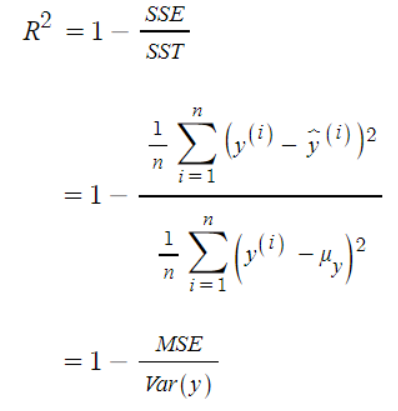 R² = 1 − SSE / SST
= 1 − (1/n ∑_{i=1}^{n} (y^{(i)} − ŷ^{(i)})²) / (1/n ∑_{i=1}^{n} (y^{(i)} − μ_y)²)
= 1 − MSE / Var(y)